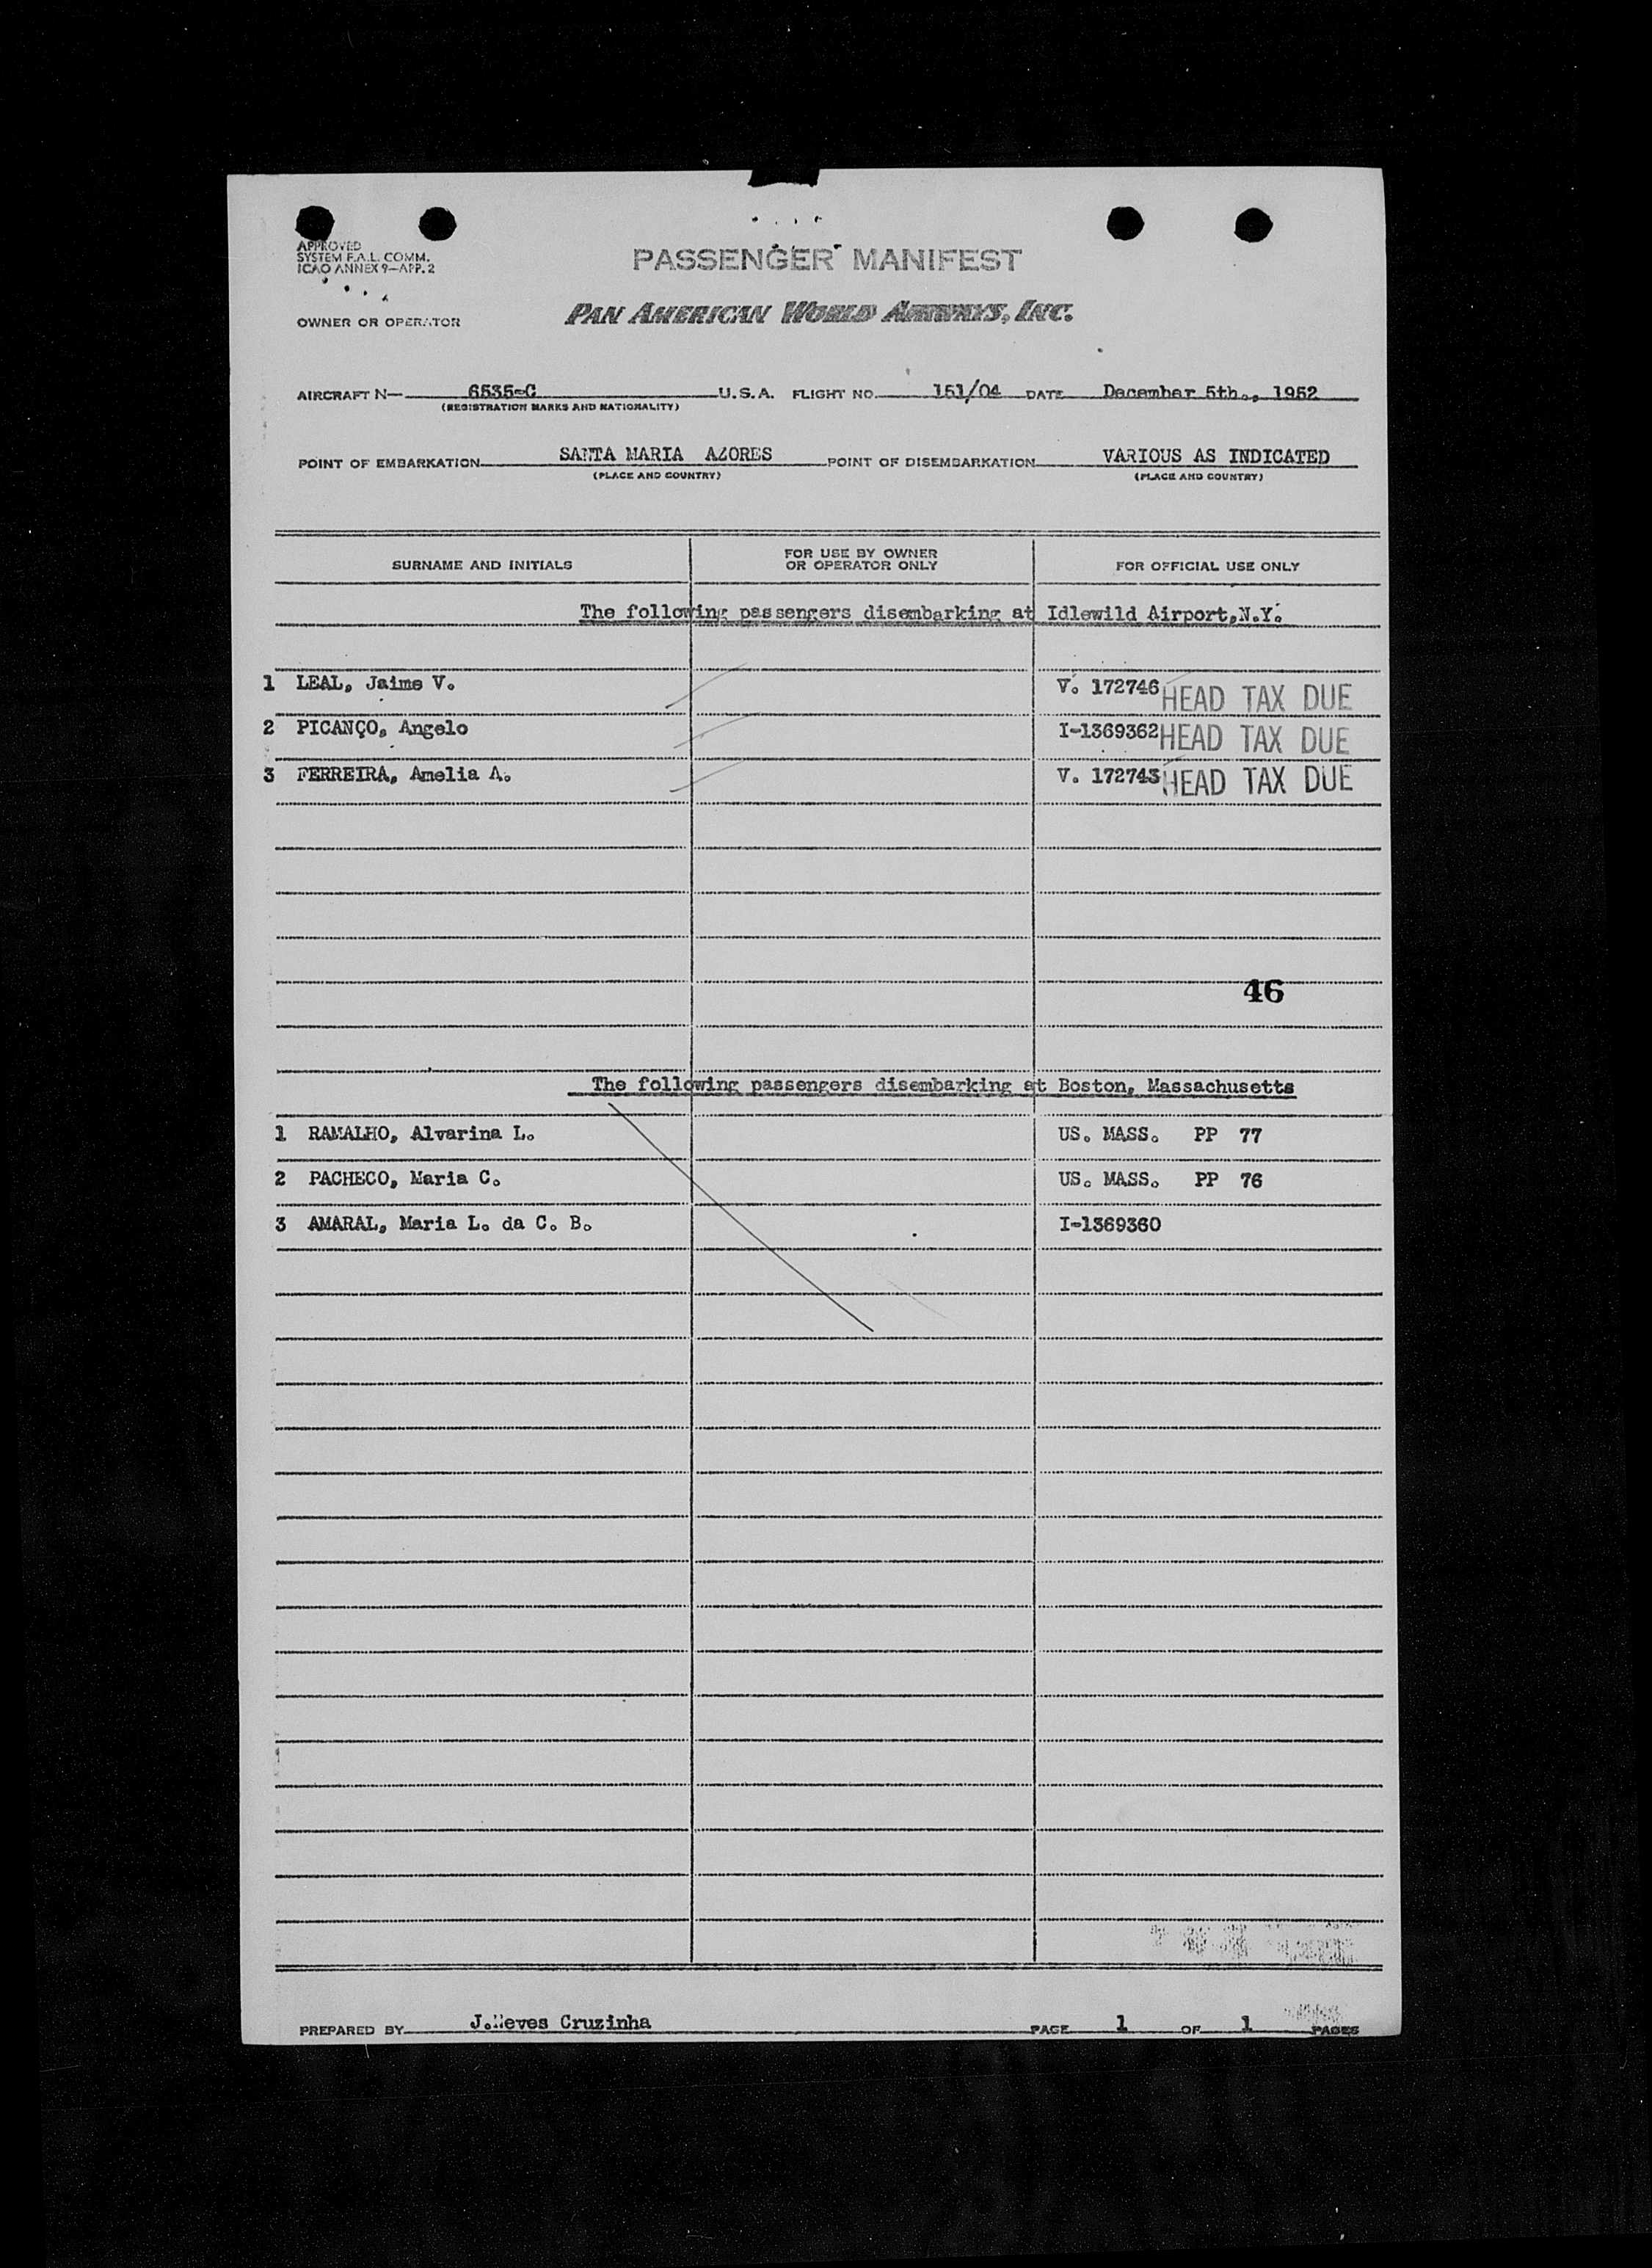 APPROVED
SYSTEM F.A.L. COMM.
ICAO ANNEX 9—APP. 2
PASSENGER MANIFEST
OWNER OR OPERATOR
PAN AMERICAN WORLD AIRWAYS, INC.
AIRCRAFT N— 6535-C U.S.A. FLIGHT NO. 151/04 DATE December 5th., 1952
(REGISTRATION MARKS AND NATIONALITY)
POINT OF EMBARKATION SANTA MARIA AZORES POINT OF DISEMBARKATION VARIOUS AS INDICATED
(PLACE AND COUNTRY) (PLACE AND COUNTRY)
SURNAME AND INITIALS FOR USE BY OWNER OR OPERATOR ONLY FOR OFFICIAL USE ONLY
The following passengers disembarking at Idlewild Airport,N.Y.
1 LEAL, Jaime V. V. 172746 HEAD TAX DUE
2 PICANÇO, Angelo I-1369362 HEAD TAX DUE
3 FERREIRA, Amelia A. V. 172743 HEAD TAX DUE
46
The following passengers disembarking at Boston, Massachusetts
1 RAMALHO, Alvarina L. US. MASS. PP 77
2 PACHECO, Maria C. US. MASS. PP 76
3 AMARAL, Maria L. da C. B. I-1369360
PREPARED BY J.Neves Cruzinha PAGE 1 OF 1 PAGES